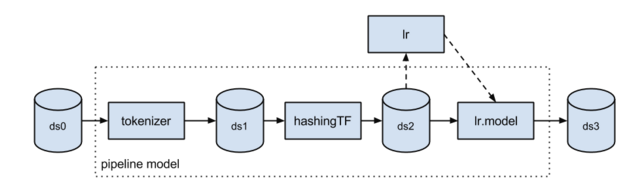 lr
ds0
tokenizer
ds1
hashingTF
ds2
lr.model
ds3
pipeline model